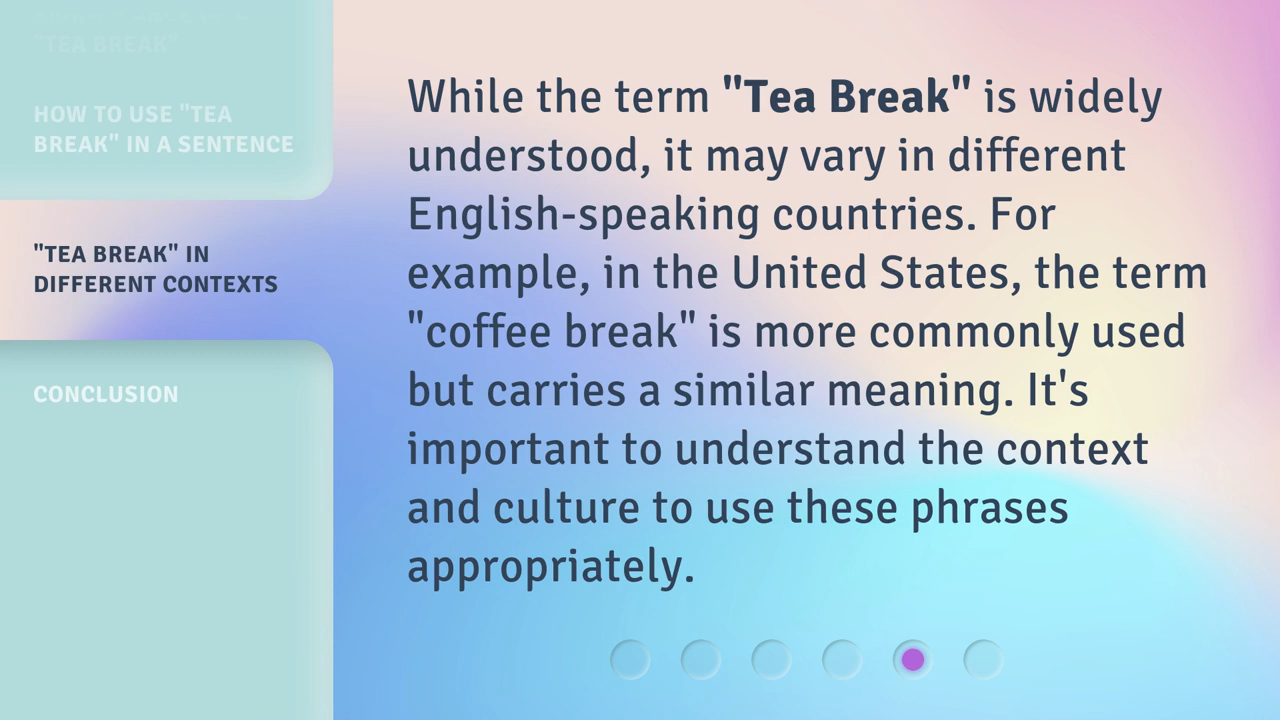 "TEA BREAK"
HOW TO USE "TEA
BREAK" IN A SENTENCE
"TEA BREAK" IN
DIFFERENT CONTEXTS
CONCLUSION
While the term "Tea Break" is widely
understood, it may vary in different
English-speaking countries. For
example, in the United States, the term
"coffee break" is more commonly used
but carries a similar meaning. It's
important to understand the context
and culture to use these phrases
appropriately.